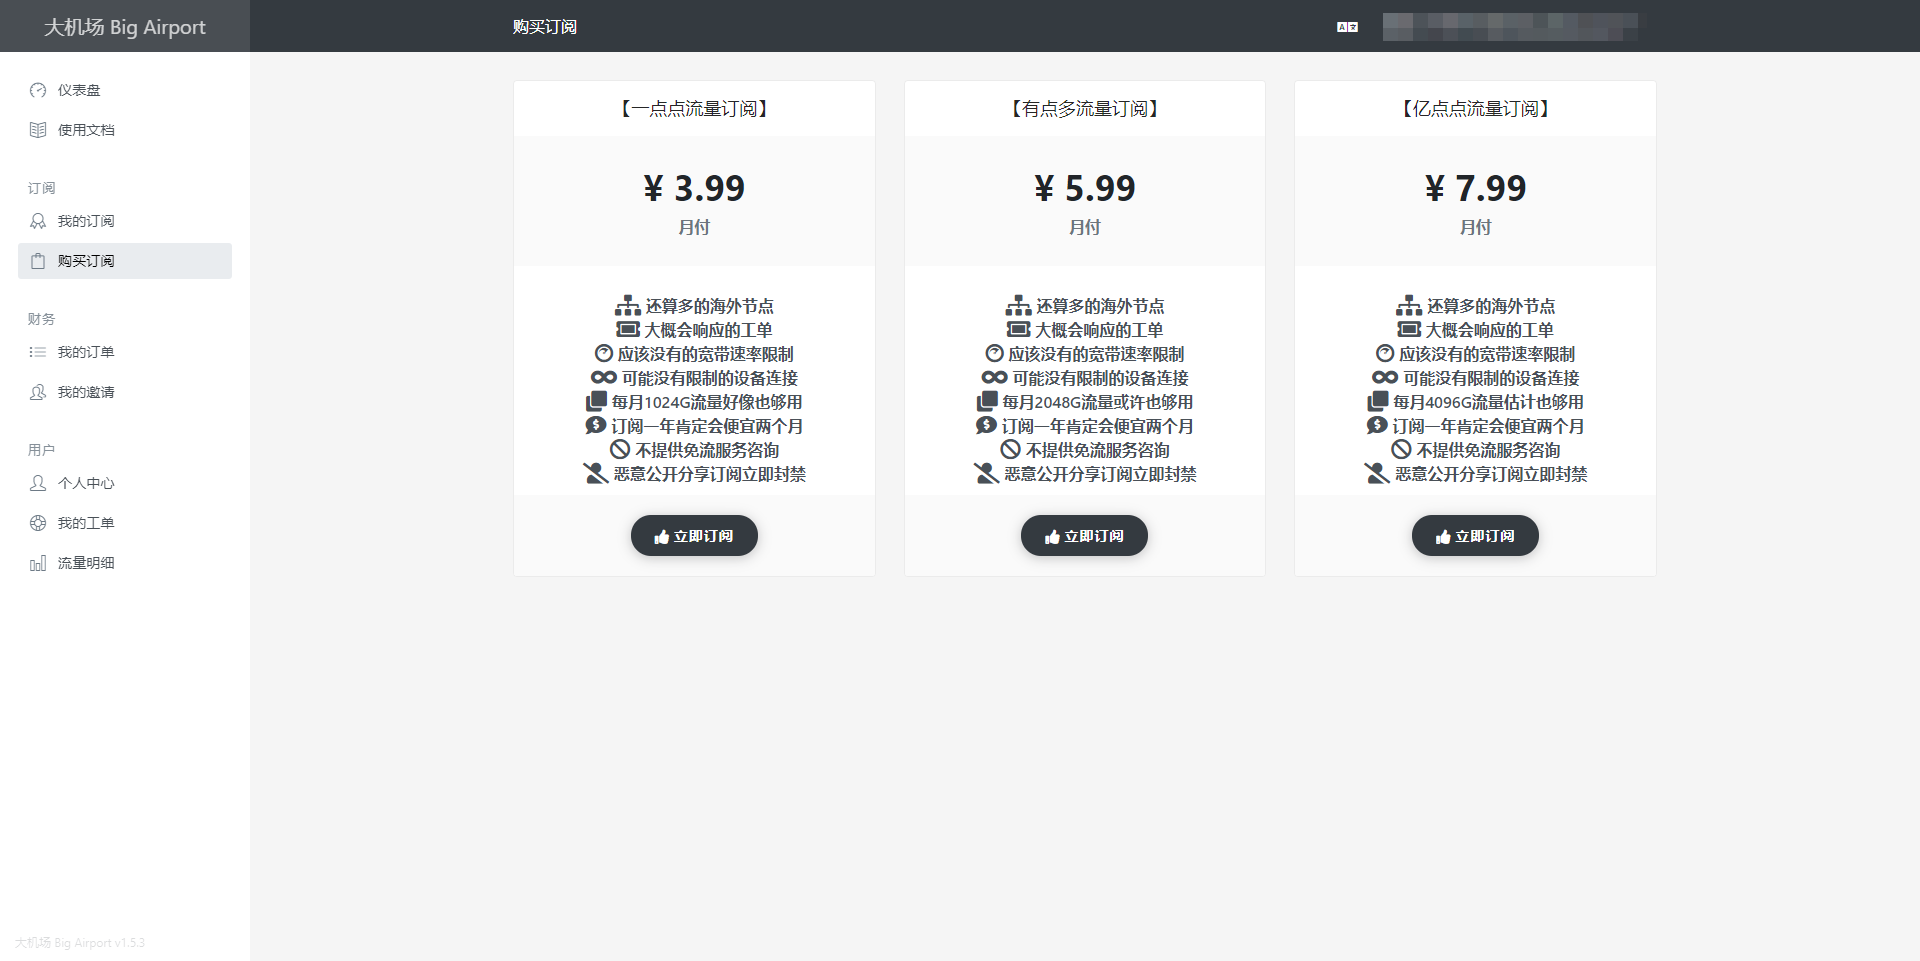 大机场 Big Airport
购买订阅
仪表盘
使用文档
订阅
我的订阅
购买订阅
财务
我的订单
我的邀请
用户
个人中心
我的工单
流量明细
大机场 Big Airport v1.5.3
【一点点流量订阅】
¥ 3.99
月付
还算多的海外节点
大概会响应的工单
应该没有的宽带速率限制
可能没有限制的设备连接
每月1024G流量好像也够用
订阅一年肯定会便宜两个月
不提供免流服务咨询
恶意公开分享订阅立即封禁
立即订阅
【有点多流量订阅】
¥ 5.99
月付
还算多的海外节点
大概会响应的工单
应该没有的宽带速率限制
可能没有限制的设备连接
每月2048G流量或许也够用
订阅一年肯定会便宜两个月
不提供免流服务咨询
恶意公开分享订阅立即封禁
立即订阅
【亿点点流量订阅】
¥ 7.99
月付
还算多的海外节点
大概会响应的工单
应该没有的宽带速率限制
可能没有限制的设备连接
每月4096G流量估计也够用
订阅一年肯定会便宜两个月
不提供免流服务咨询
恶意公开分享订阅立即封禁
立即订阅